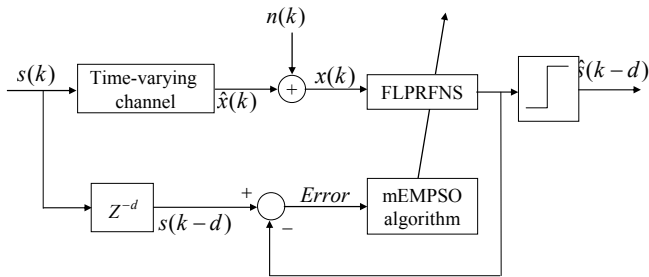 n(k)
s(k)
Time-varying
channel
x̂(k)
+
x(k)
FLPRFNS
ŝ(k−d)
Z⁻ᵈ
s(k−d)
+
−
Error
mEMPSO
algorithm